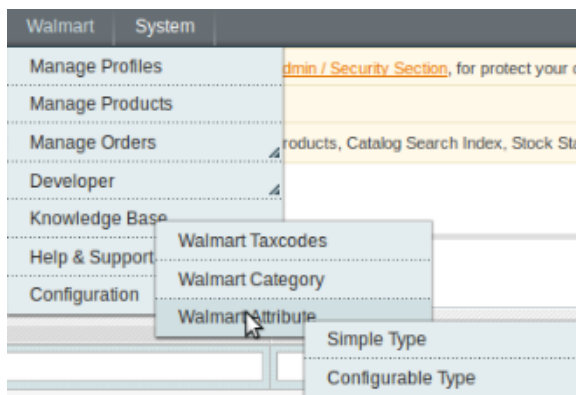 Walmart System
Manage Profiles
dmin / Security Section, for protect your
Manage Products
Manage Orders
roducts, Catalog Search Index, Stock
Developer
Knowledge Base
Walmart Taxcodes
Help & Support
Walmart Category
Configuration
Walmart Attribute
Simple Type
Configurable Type